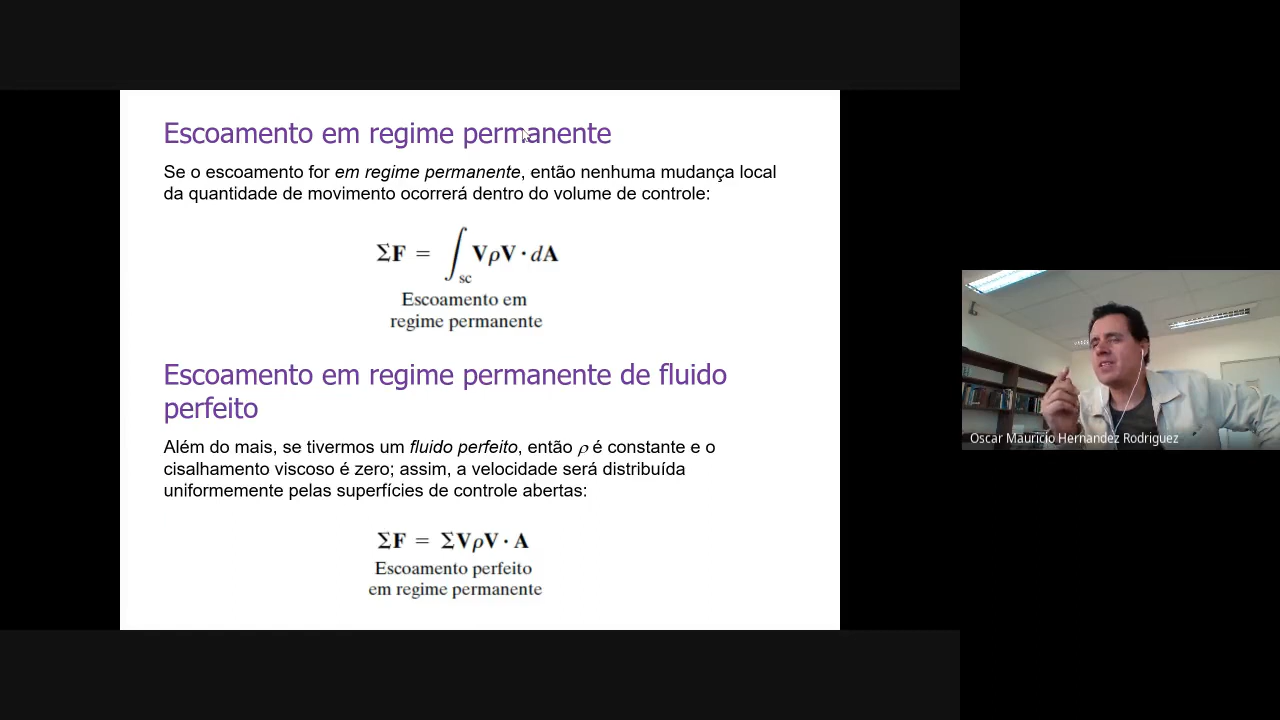 Escoamento em regime permanente
Se o escoamento for em regime permanente, então nenhuma mudança local
da quantidade de movimento ocorrerá dentro do volume de controle:
ΣF = ∫sc VρV · dA
Escoamento em
regime permanente
Escoamento em regime permanente de fluido
perfeito
Além do mais, se tivermos um fluido perfeito, então ρ é constante e o
cisalhamento viscoso é zero; assim, a velocidade será distribuída
uniformemente pelas superfícies de controle abertas:
ΣF = ΣVρV · A
Escoamento perfeito
em regime permanente
Oscar Mauricio Hernandez Rodriguez